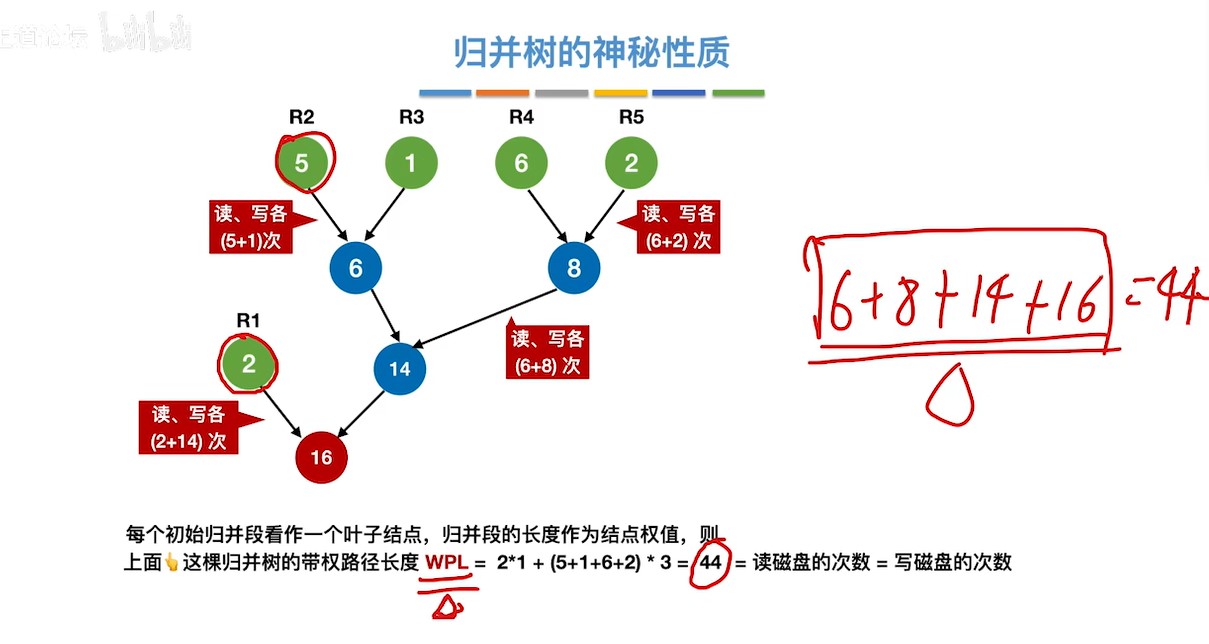 王道论坛 bilibili
归并树的神秘性质
R2 R3 R4 R5
5 1 6 2
读、写各
(5+1)次
读、写各
(6+2) 次
6 8
6+8+14+16 =44
R1
2
14
读、写各
(6+8) 次
读、写各
(2+14) 次
16
每个初始归并段看作一个叶子结点，归并段的长度作为结点权值，则
上面👆这棵归并树的带权路径长度 WPL = 2*1 + (5+1+6+2) * 3 = 44 = 读磁盘的次数 = 写磁盘的次数